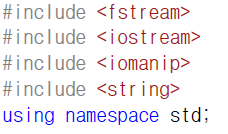 #include <fstream>
#include <iostream>
#include <iomanip>
#include <string>
using namespace std;